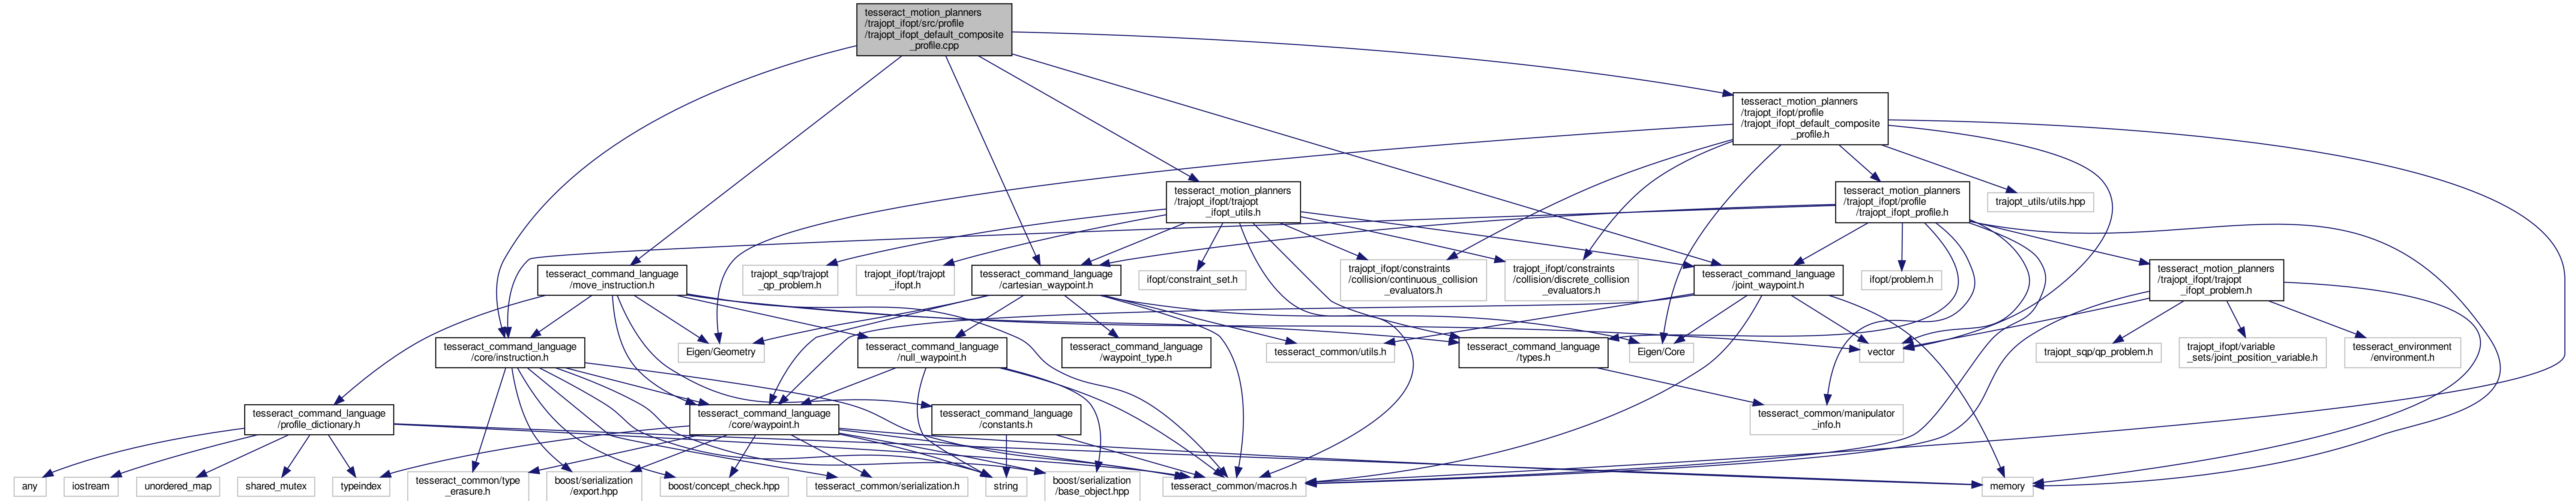 tesseract_motion_planners
/trajopt_ifopt/src/profile
/trajopt_ifopt_default_composite
_profile.cpp
tesseract_motion_planners
/trajopt_ifopt/profile
/trajopt_ifopt_default_composite
_profile.h
tesseract_motion_planners
/trajopt_ifopt/trajopt
_ifopt_utils.h
tesseract_motion_planners
/trajopt_ifopt/profile
/trajopt_ifopt_profile.h
trajopt_utils/utils.hpp
tesseract_command_language
/move_instruction.h
trajopt_sqp/trajopt
_qp_problem.h
trajopt_ifopt/trajopt
_ifopt.h
tesseract_command_language
/cartesian_waypoint.h
ifopt/constraint_set.h
trajopt_ifopt/constraints
/collision/continuous_collision
_evaluators.h
trajopt_ifopt/constraints
/collision/discrete_collision
_evaluators.h
tesseract_command_language
/joint_waypoint.h
ifopt/problem.h
tesseract_motion_planners
/trajopt_ifopt/trajopt
_ifopt_problem.h
tesseract_command_language
/core/instruction.h
Eigen/Geometry
tesseract_command_language
/null_waypoint.h
tesseract_command_language
/waypoint_type.h
tesseract_common/utils.h
tesseract_command_language
/types.h
Eigen/Core
vector
trajopt_sqp/qp_problem.h
trajopt_ifopt/variable
_sets/joint_position_variable.h
tesseract_environment
/environment.h
tesseract_command_language
/profile_dictionary.h
tesseract_command_language
/core/waypoint.h
tesseract_command_language
/constants.h
tesseract_common/manipulator
_info.h
any
iostream
unordered_map
shared_mutex
typeindex
tesseract_common/type
_erasure.h
boost/serialization
/export.hpp
boost/concept_check.hpp
tesseract_common/serialization.h
string
boost/serialization
/base_object.hpp
tesseract_common/macros.h
memory